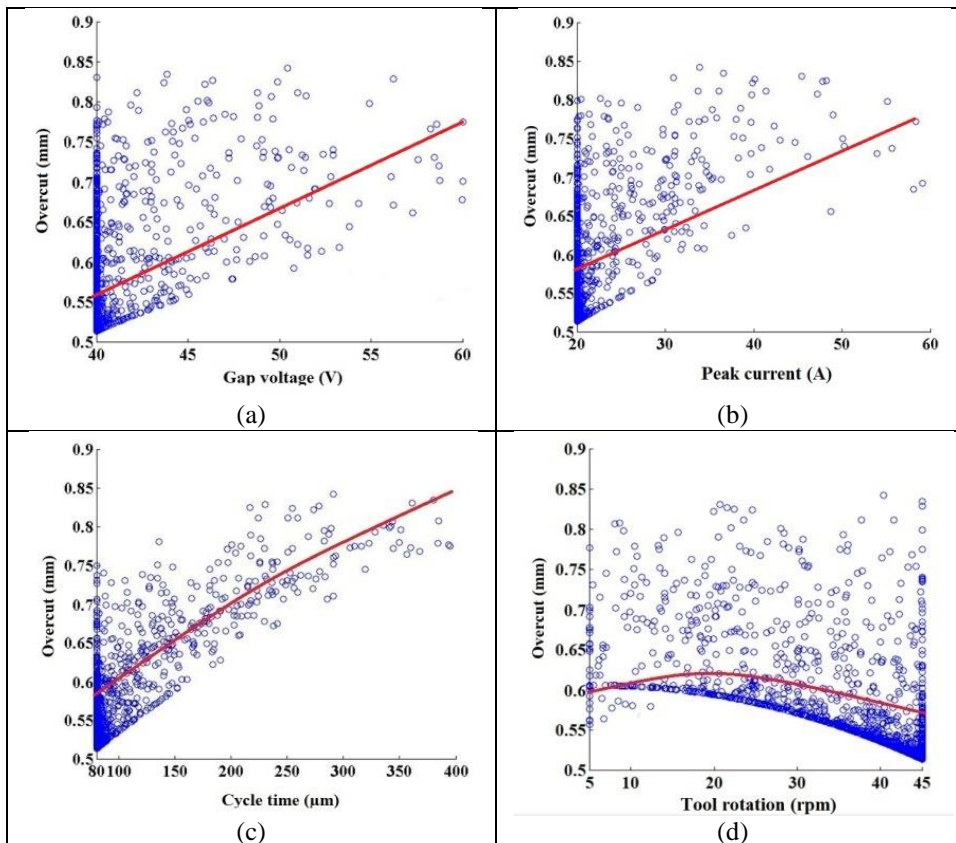 0.9
0.85
0.8
0.75
0.7
0.65
0.6
0.55
0.5
Overcut (mm)
40 45 50 55 60
Gap voltage (V)
(a)
0.9
0.85
0.8
0.75
0.7
0.65
0.6
0.55
0.5
Overcut (mm)
20 30 40 50 60
Peak current (A)
(b)
0.9
0.85
0.8
0.75
0.7
0.65
0.6
0.55
0.5
Overcut (mm)
80 100 150 200 250 300 350 400
Cycle time (µm)
(c)
0.9
0.85
0.8
0.75
0.7
0.65
0.6
0.55
0.5
Overcut (mm)
5 10 20 30 40 45
Tool rotation (rpm)
(d)